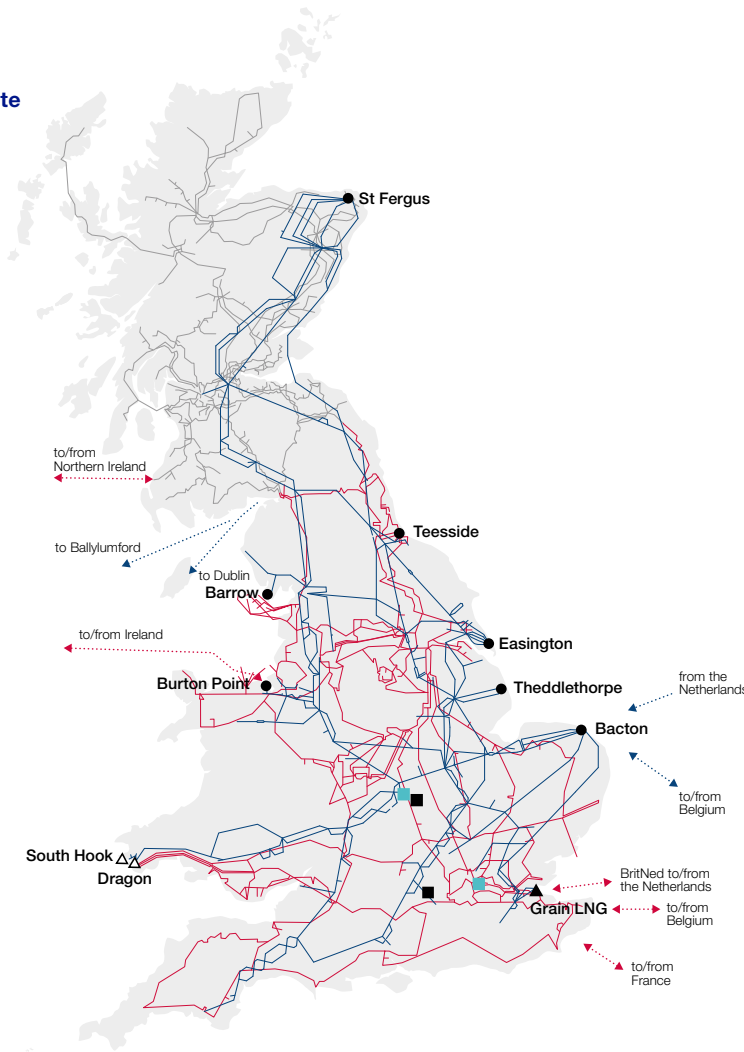 te
St Fergus
to/from
Northern Ireland
Teesside
to Ballylumford
to Dublin
Barrow
to/from Ireland
Easington
Burton Point
Theddlethorpe
from the
Netherlands
Bacton
to/from
Belgium
South Hook
Dragon
BritNed to/from
the Netherlands
Grain LNG
to/from
Belgium
to/from
France